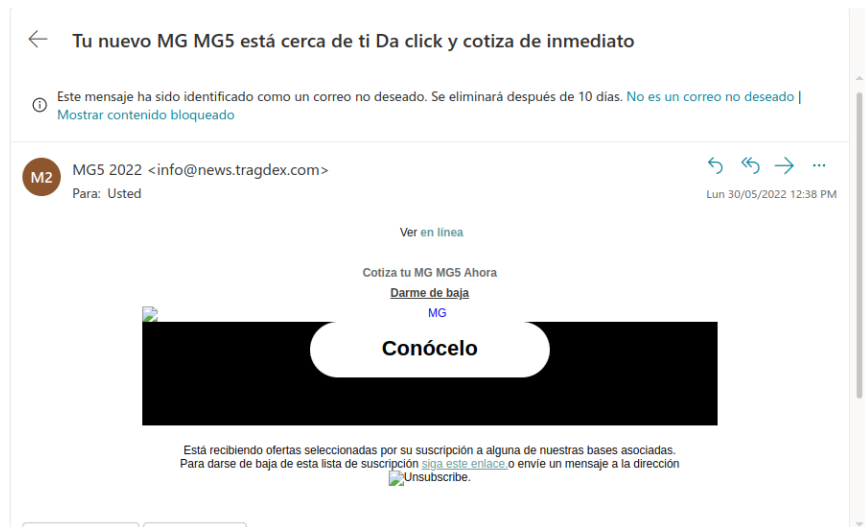 Tu nuevo MG MG5 está cerca de ti Da click y cotiza de inmediato
Este mensaje ha sido identificado como un correo no deseado. Se eliminará después de 10 días. No es un correo no deseado |
Mostrar contenido bloqueado
M2
MG5 2022 <info@news.tragdex.com>
Para: Usted
Lun 30/05/2022 12:38 PM
Ver en línea
Cotiza tu MG MG5 Ahora
Darme de baja
MG
Conócelo
Está recibiendo ofertas seleccionadas por su suscripción a alguna de nuestras bases asociadas.
Para darse de baja de esta lista de suscripción siga este enlace,o envíe un mensaje a la dirección
Unsubscribe.